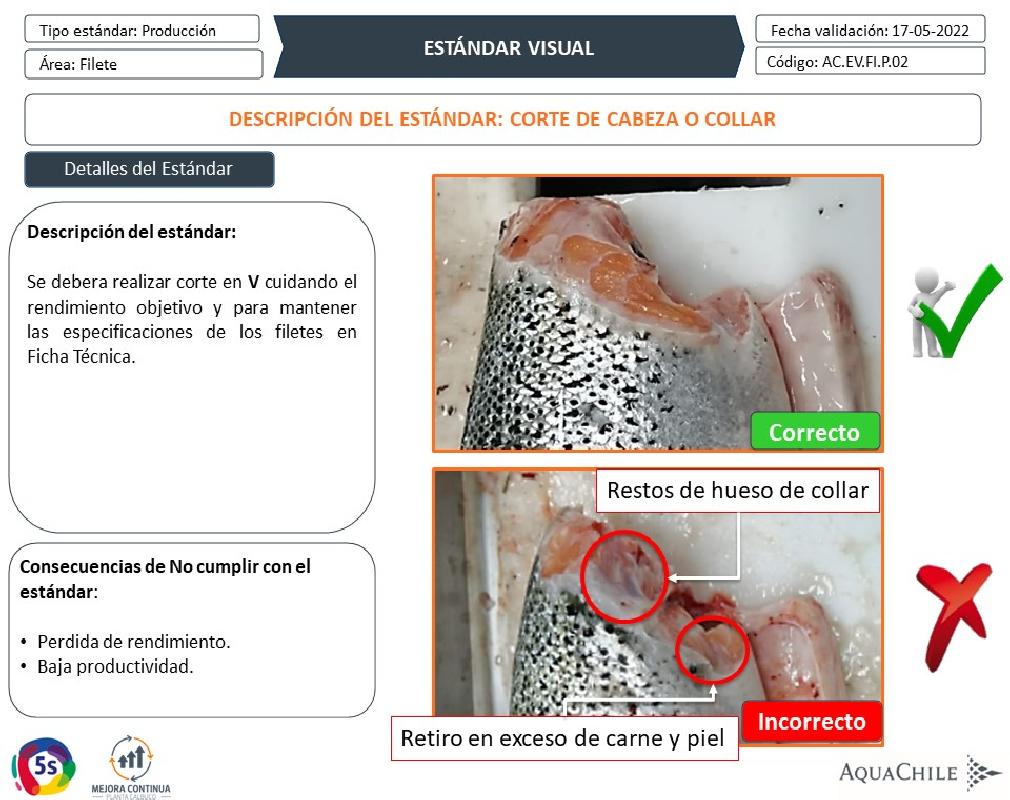 Tipo estándar: Producción
Área: Filete
ESTÁNDAR VISUAL
Fecha validación: 17-05-2022
Código: AC.EV.FI.P.02
DESCRIPCIÓN DEL ESTÁNDAR: CORTE DE CABEZA O COLLAR
Detalles del Estándar
Descripción del estándar:
Se debera realizar corte en V cuidando el
rendimiento objetivo y para mantener
las especificaciones de los filetes en
Ficha Técnica.
Correcto
Restos de hueso de collar
Consecuencias de No cumplir con el
estándar:
• Perdida de rendimiento.
• Baja productividad.
Incorrecto
Retiro en exceso de carne y piel
5s
MEJORA CONTINUA
PLANTA CALBUCO
AQUACHILE